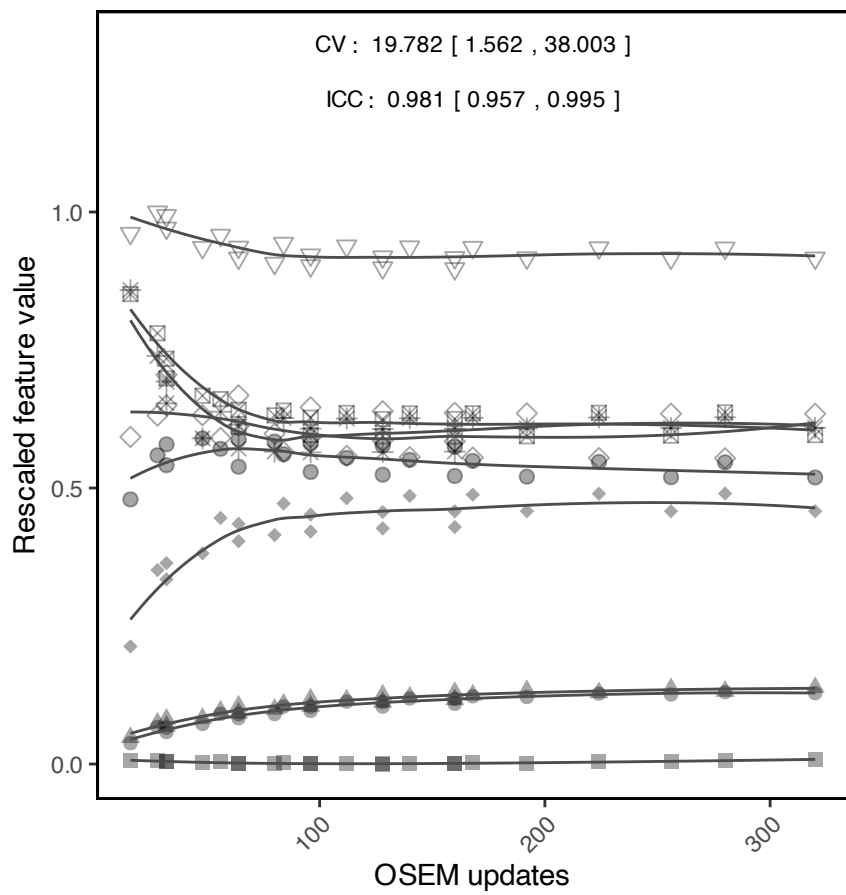 CV : 19.782 [ 1.562 , 38.003 ]
ICC : 0.981 [ 0.957 , 0.995 ]
Rescaled feature value
1.0
0.5
0.0
100
200
300
OSEM updates